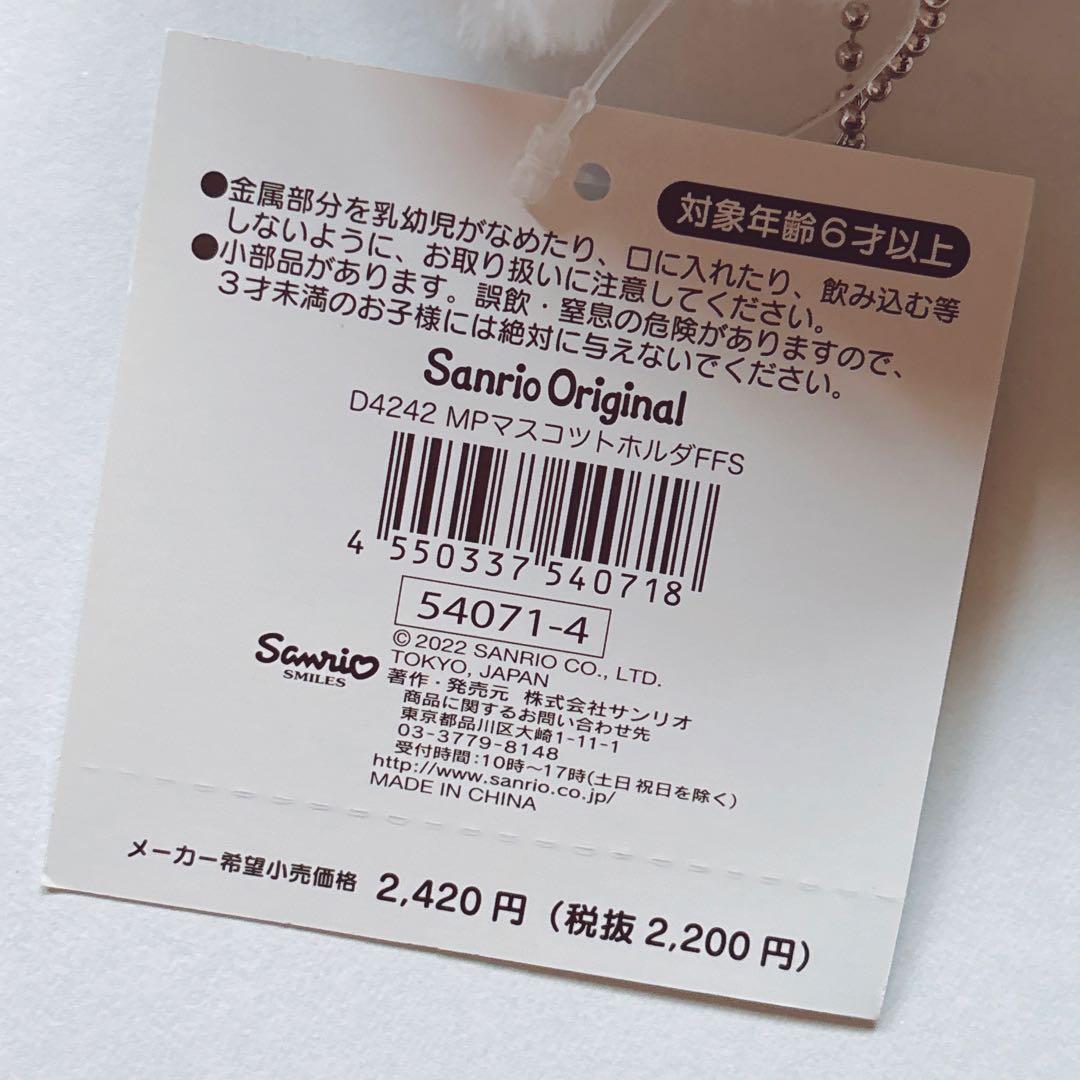 対象年齢6才以上
●金属部分を乳幼児がなめたり、口に入れたり、飲み込む等
しないように、お取り扱いに注意してください。
●小部品があります。誤飲・窒息の危険がありますので、
3才未満のお子様には絶対に与えないでください。
Sanrio Original
D4242 MPマスコツトホルダFFS
4 550337 540718
54071-4
Sanrio
SMILES
© 2022 SANRIO CO., LTD.
TOKYO, JAPAN
著作・発売元 株式会社サンリオ
商品に関するお問い合わせ先
東京都品川区大崎1-11-1
03-3779-8148
受付時間:10時〜17時(土日祝日を除く)
http://www.sanrio.co.jp/
MADE IN CHINA
メーカー希望小売価格 2,420円（税抜2,200円）